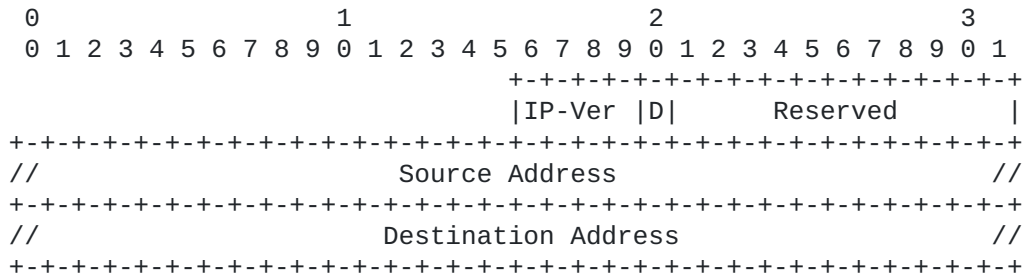 0                   1                   2                   3
 0 1 2 3 4 5 6 7 8 9 0 1 2 3 4 5 6 7 8 9 0 1 2 3 4 5 6 7 8 9 0 1
                                +-+-+-+-+-+-+-+-+-+-+-+-+-+-+-+-+
                                |IP-Ver |D|      Reserved       |
+-+-+-+-+-+-+-+-+-+-+-+-+-+-+-+-+-+-+-+-+-+-+-+-+-+-+-+-+-+-+-+-+
//                       Source Address                        //
+-+-+-+-+-+-+-+-+-+-+-+-+-+-+-+-+-+-+-+-+-+-+-+-+-+-+-+-+-+-+-+-+
//                      Destination Address                    //
+-+-+-+-+-+-+-+-+-+-+-+-+-+-+-+-+-+-+-+-+-+-+-+-+-+-+-+-+-+-+-+-+